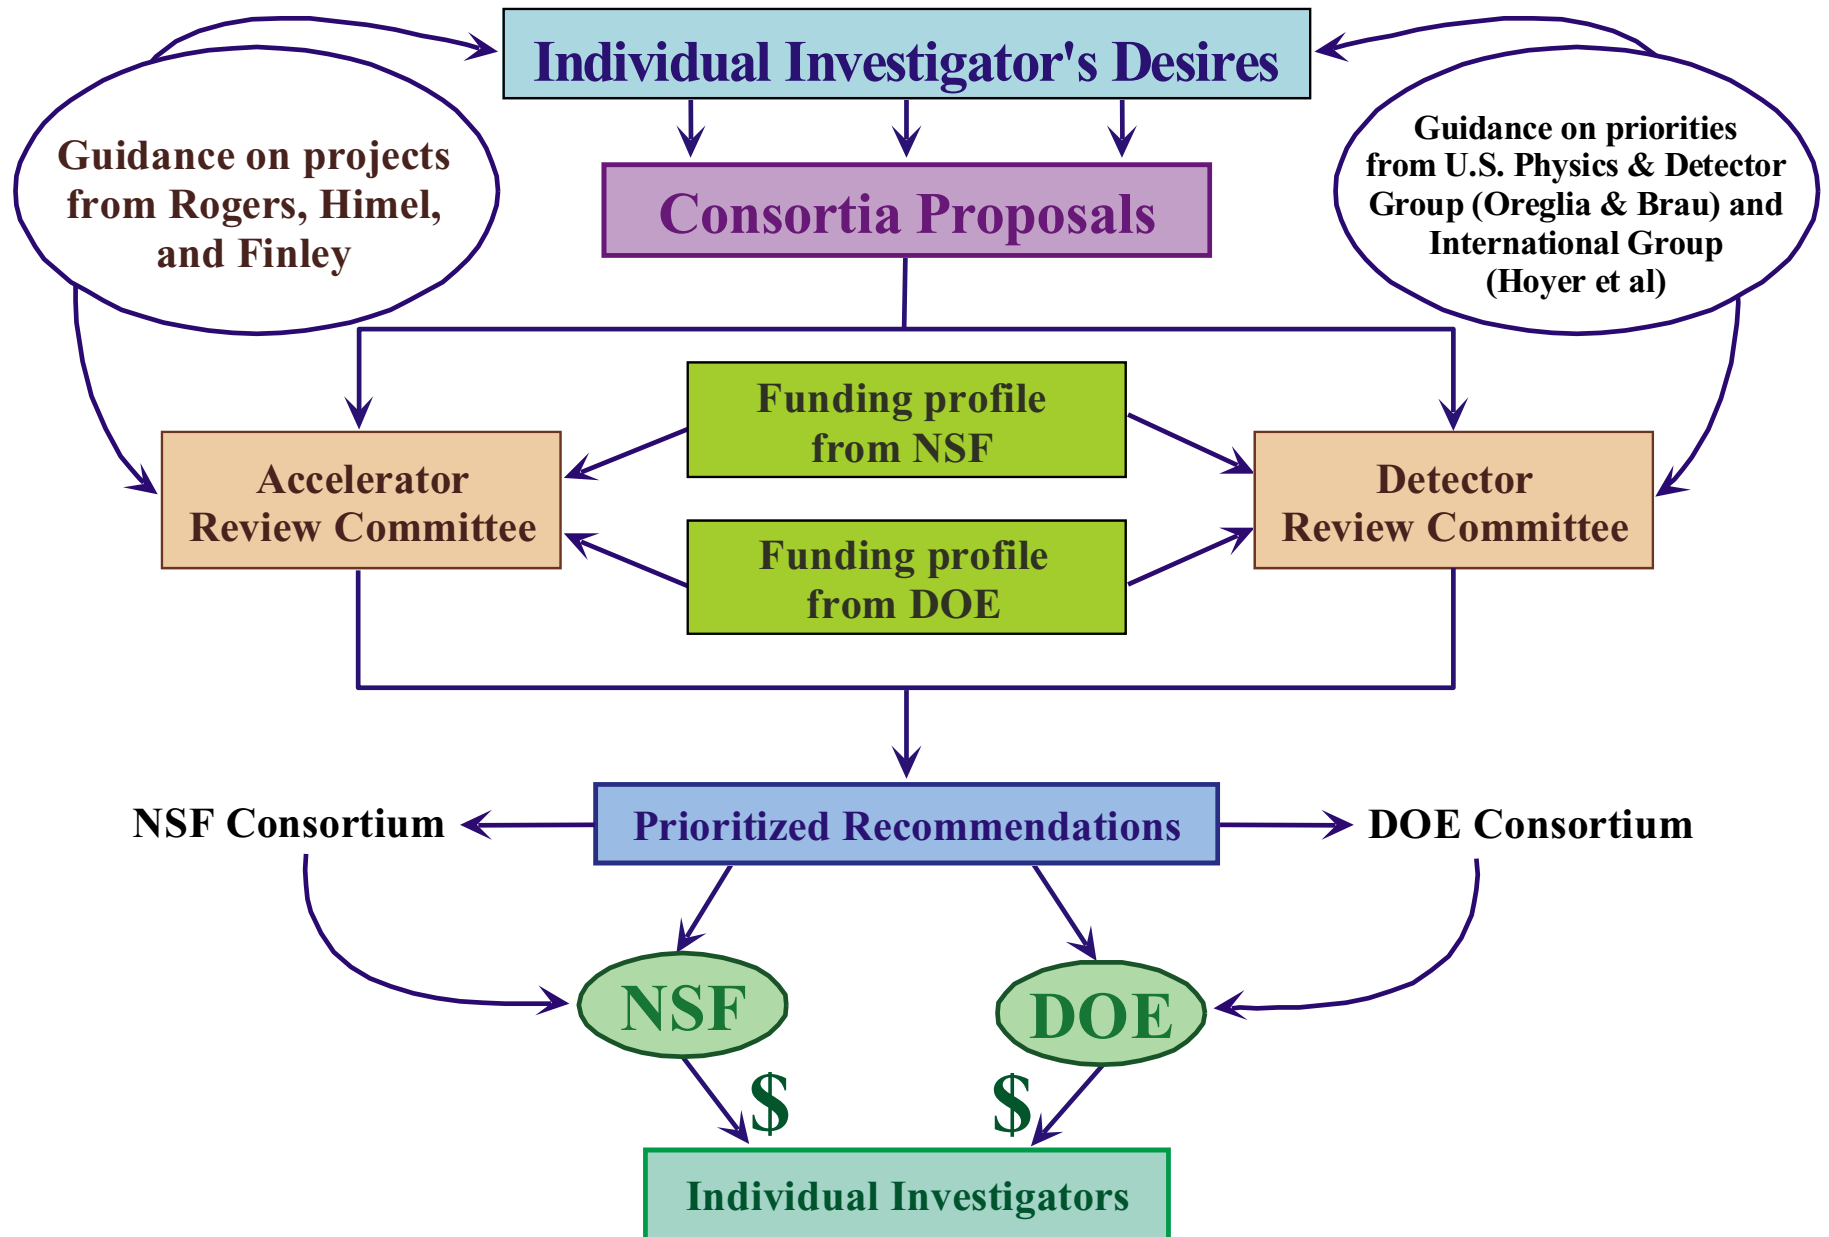 Individual Investigator's Desires
Guidance on projects
from Rogers, Himel,
and Finley
Guidance on priorities
from U.S. Physics & Detector
Group (Oreglia & Brau) and
International Group
(Hoyer et al)
Consortia Proposals
Funding profile
from NSF
Accelerator
Review Committee
Detector
Review Committee
Funding profile
from DOE
NSF Consortium
Prioritized Recommendations
DOE Consortium
NSF
DOE
$
$
Individual Investigators